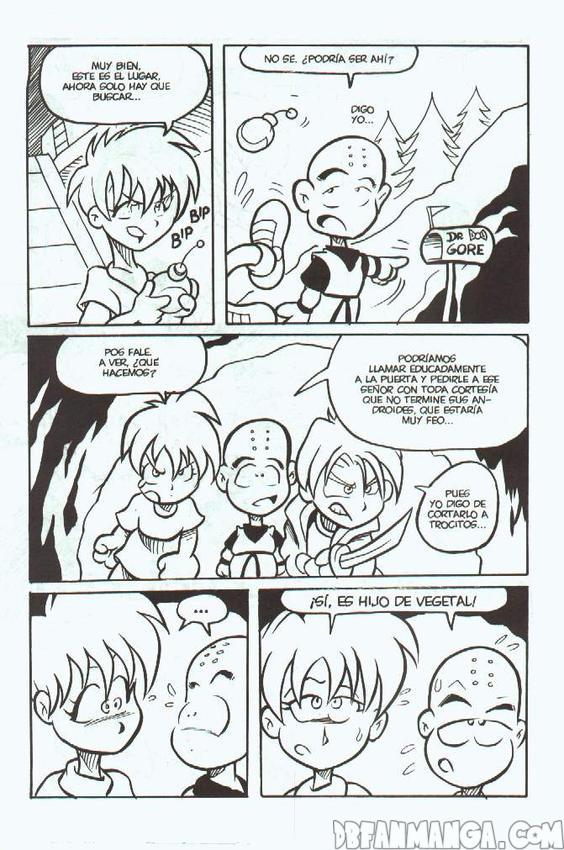 MUY BIEN,
ESTE ES EL LUGAR,
AHORA SOLO HAY QUE
BUSCAR...
BIP
BIP
NO SE. ¿PODRÍA SER AHÍ?
DIGO
YO...
DR
GORE
POS FALE.
A VER, ¿QUÉ
HACEMOS?
PODRÍAMOS
LLAMAR EDUCADAMENTE
A LA PUERTA Y PEDIRLE A ESE
SEÑOR CON TODA CORTESÍA
QUE NO TERMINE SUS AN-
DROIDES, QUE ESTARÍA
MUY FEO...
PUES
YO DIGO DE
CORTARLO A
TROCITOS...
...
¡SÍ, ES HIJO DE VEGETAL!
DBFANMANGA.COM